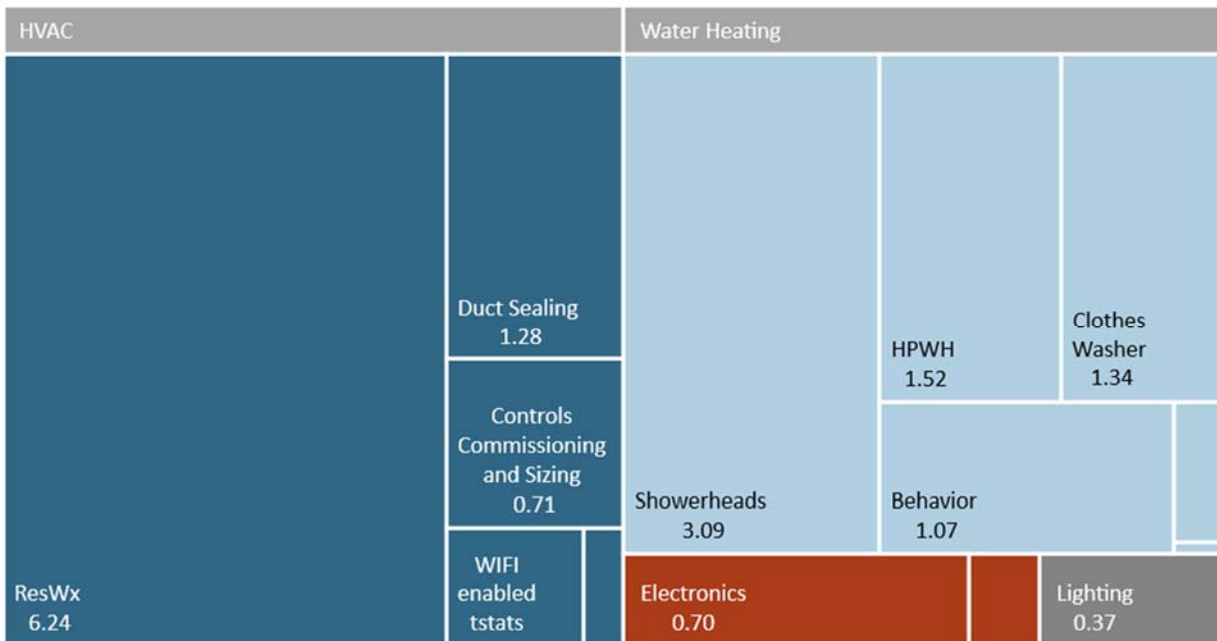 HVAC
Water Heating
ResWx
6.24
Duct Sealing
1.28
Controls
Commissioning
and Sizing
0.71
WIFI
enabled
tstats
Showerheads
3.09
HPWH
1.52
Clothes
Washer
1.34
Behavior
1.07
Electronics
0.70
Lighting
0.37